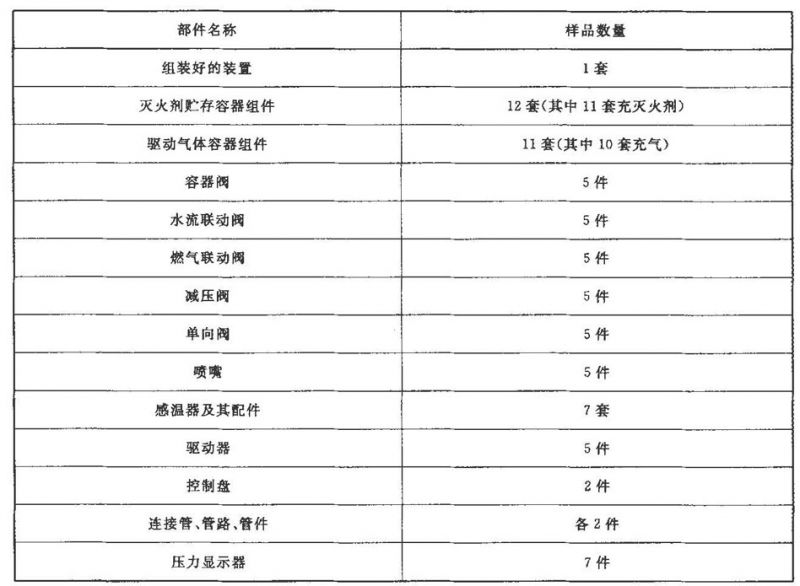 部件名称 样品数量
组装好的装置 1套
灭火剂贮存容器组件 12套(其中11套充灭火剂)
驱动气体容器组件 11套(其中10套充气)
容器阀 5件
水流联动阀 5件
燃气联动阀 5件
减压阀 5件
单向阀 5件
喷嘴 5件
感温器及其配件 7套
驱动器 5件
控制盘 2件
连接管、管路、管件 各2件
压力显示器 7件